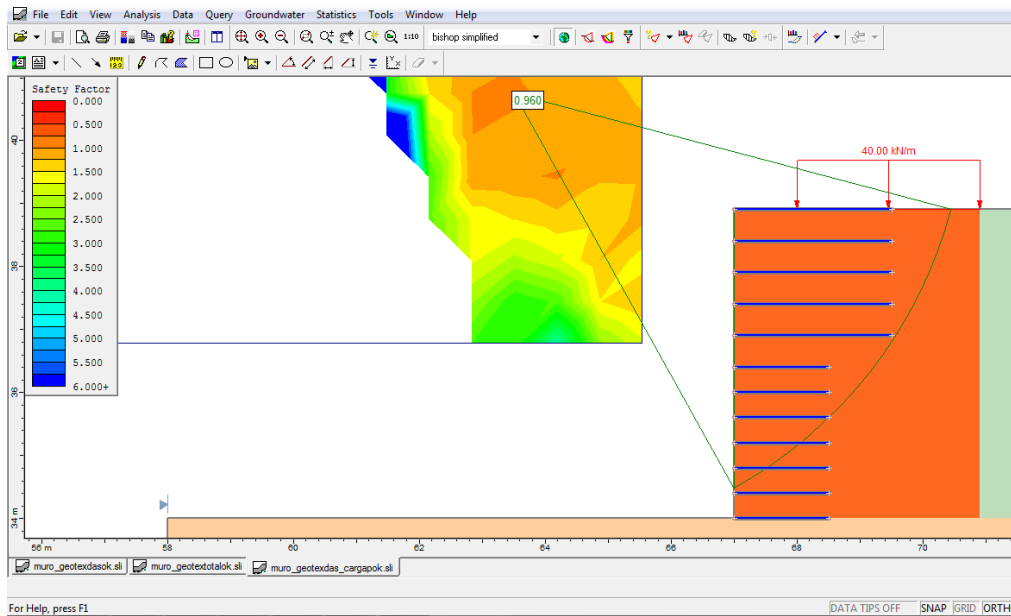 File Edit View Analysis Data Query Groundwater Statistics Tools Window Help
1:10 bishop simplified
Safety Factor
0.000
0.500
1.000
1.500
2.000
2.500
3.000
3.500
4.000
4.500
5.000
5.500
6.000+
0.960
40.00 kN/m
40
38
36
34 m
56 m 58 60 62 64 66 68 70
muro_geotexdasok.sli muro_geotextotalok.sli muro_geotexdas_cargapok.sli
For Help, press F1 DATA TIPS OFF SNAP GRID ORTH